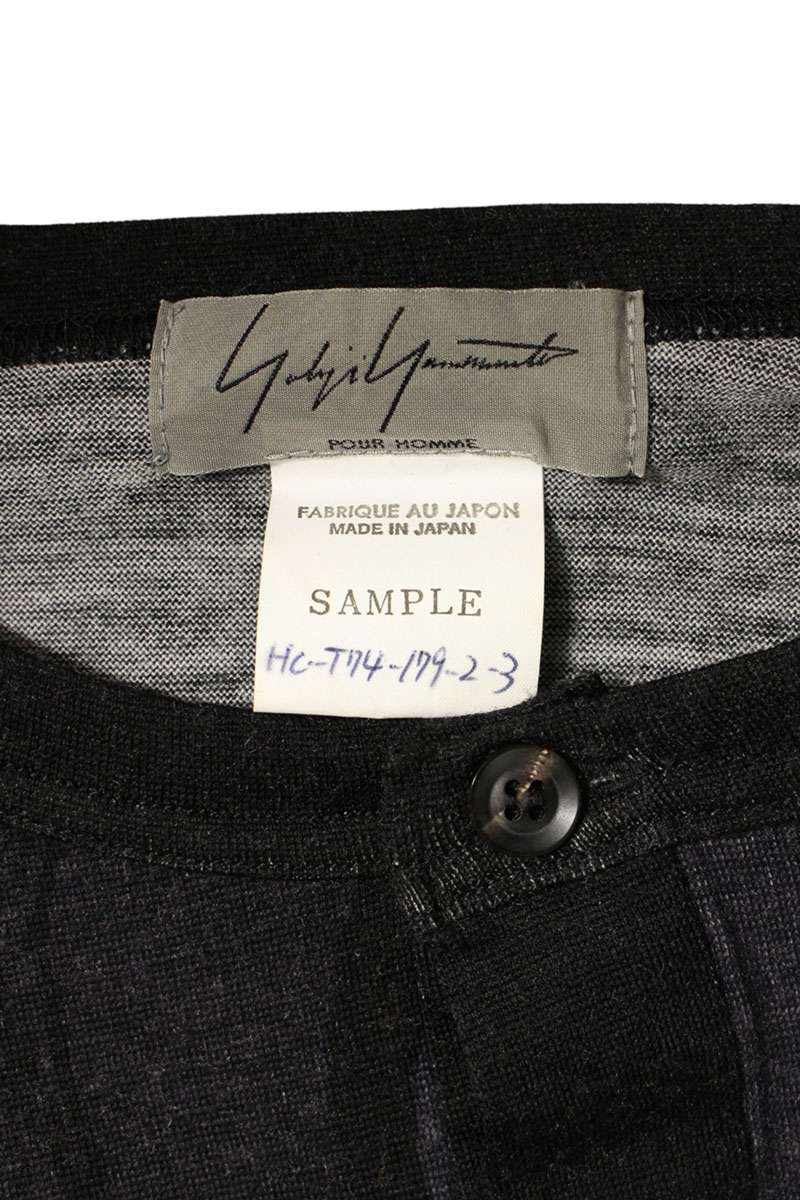 Yohji Yamamoto
POUR HOMME
FABRIQUE AU JAPON
MADE IN JAPAN
SAMPLE
HC-T74-179-2-3